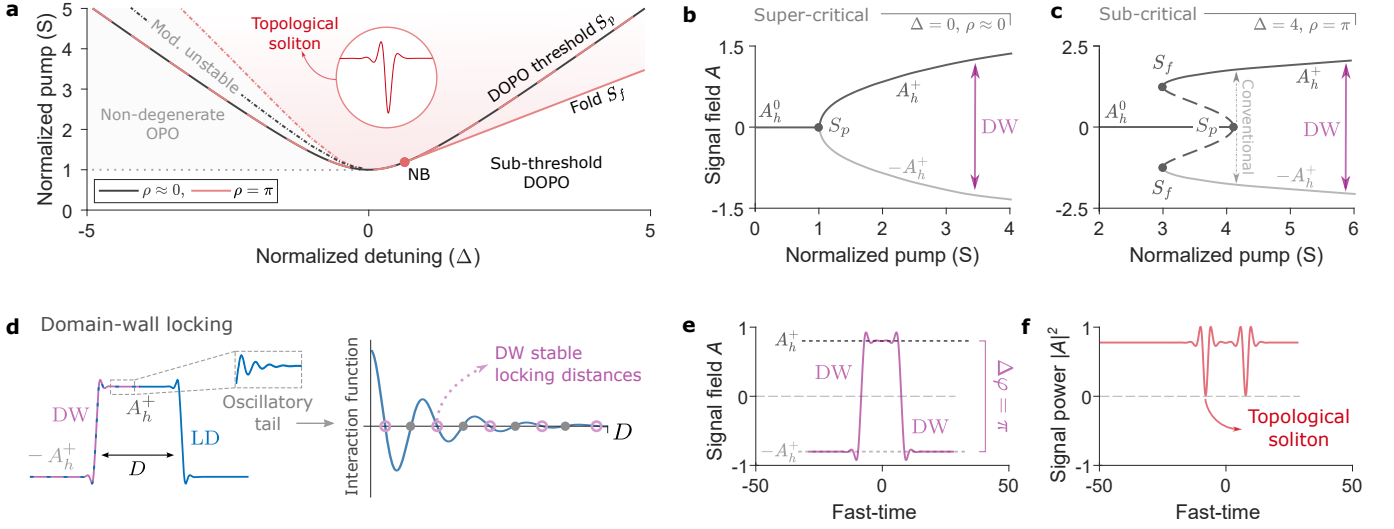 a
Normalized pump (S)
5
4
3
2
1
0
-5
0
5
Normalized detuning (Δ)
Mod. unstable
Non-degenerate
OPO
Topological
soliton
DOPO threshold S_p
Fold S_f
NB
Sub-threshold
DOPO
ρ ≈ 0, ρ = π
b
Super-critical
Δ = 0, ρ ≈ 0
Signal field A
1.5
0
-1.5
A_h^0
S_p
A_h^+
-A_h^+
DW
0
1
2
3
4
Normalized pump (S)
c
Sub-critical
Δ = 4, ρ = π
2.5
0
-2.5
S_f
A_h^0
S_p
S_f
A_h^+
-A_h^+
Conventional
DW
2
3
4
5
6
Normalized pump (S)
d
Domain-wall locking
DW
A_h^+
-A_h^+
D
LD
Oscillatory
tail
Interaction function
DW stable
locking distances
D
e
Signal field A
1
0
-1
A_h^+
-A_h^+
DW
DW
Δφ = π
-50
0
50
Fast-time
f
Signal power |A|²
1
0
-1
Topological
soliton
-50
0
50
Fast-time